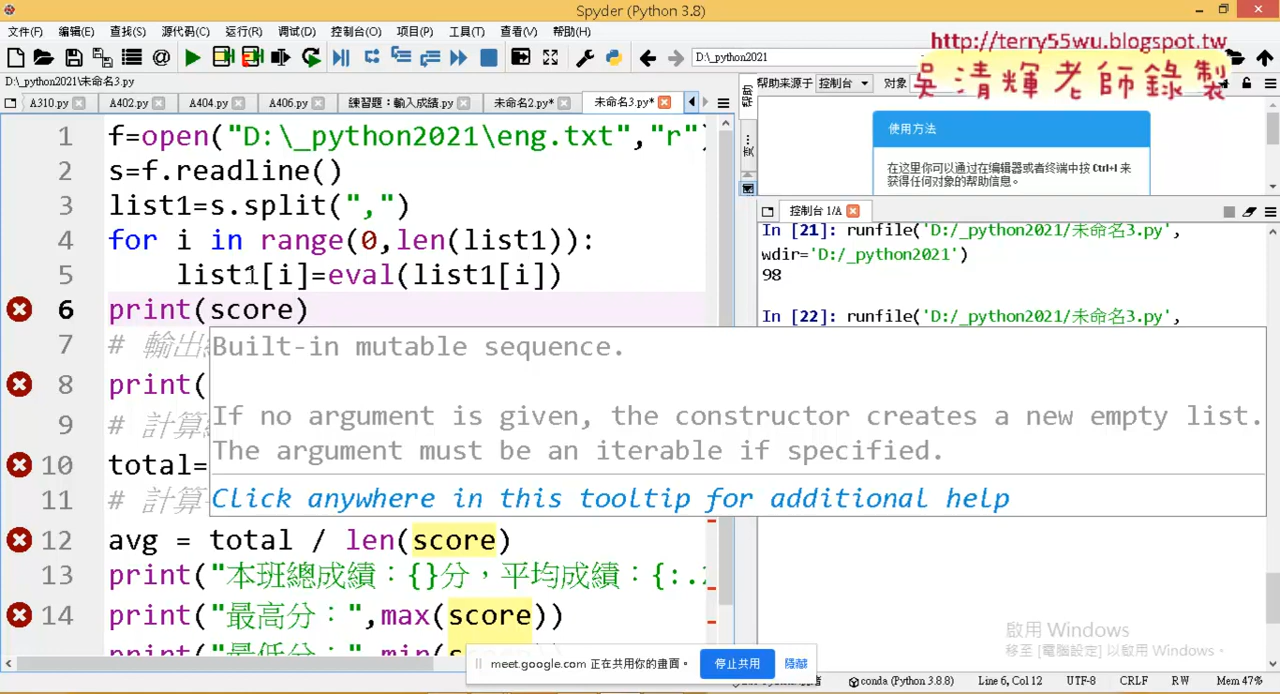 Spyder (Python 3.8)
文件(F) 编辑(E) 查找(S) 源代码(C) 运行(R) 调试(D) 控制台(O) 项目(P) 工具(T) 查看(V) 帮助(H)
D:\_python2021
http://terry55wu.blogspot.tw
吳清輝老師錄製
D:\_python2021\未命名3.py
A310.py A402.py A404.py A406.py 練習題:輸入成績.py 未命名2.py* 未命名3.py*
帮助来源于 控制台 对象
使用方法
在这里你可以通过在编辑器或者终端中按 Ctrl+I 来
获得任何对象的帮助信息。
控制台 1/A
1 f=open("D:\_python2021\eng.txt","r")
2 s=f.readline()
3 list1=s.split(",")
4 for i in range(0,len(list1)):
5 list1[i]=eval(list1[i])
6 print(score)
7 # 輸出
8 print(
9 # 計算
10 total=
11 # 計算
12 avg = total / len(score)
13 print("本班總成績：{}分，平均成績：{:.2
14 print("最高分：",max(score))
print("最低分：",min(
Built-in mutable sequence.
If no argument is given, the constructor creates a new empty list.
The argument must be an iterable if specified.
Click anywhere in this tooltip for additional help
In [21]: runfile('D:/_python2021/未命名3.py',
wdir='D:/_python2021')
98
In [22]: runfile('D:/_python2021/未命名3.py',
啟用 Windows
移至 [電腦設定] 以啟用 Windows。
meet.google.com 正在共用你的畫面。 停止共用 隱藏
conda (Python 3.8.8) Line 6, Col 12 UTF-8 CRLF RW Mem 47%